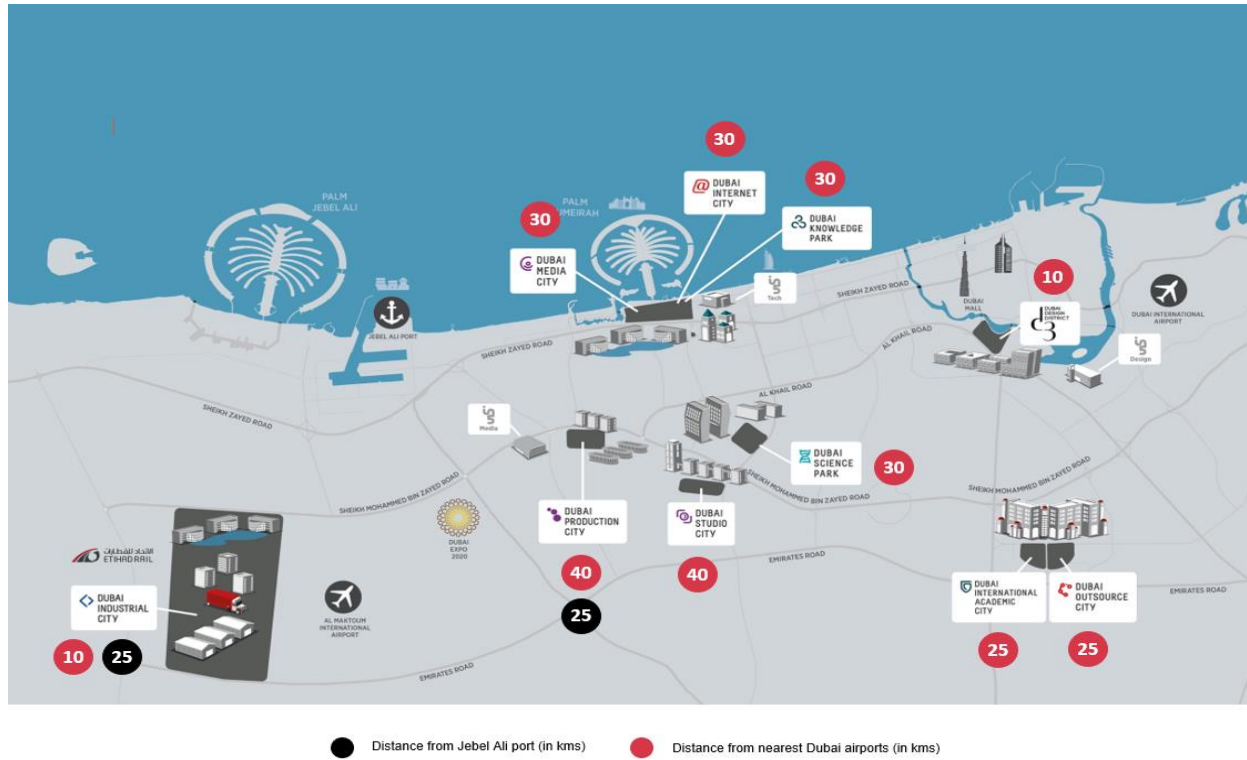 PALM
JEBEL ALI
PALM
UMEIRAH
30
30
30
DUBAI
INTERNET
CITY
DUBAI
KNOWLEDGE
PARK
DUBAI
MEDIA
CITY
in5
Tech
SHEIKH ZAYED ROAD
DUBAI
MALL
10
DUBAI
DESIGN
DISTRICT
d3
DUBAI INTERNATIONAL
AIRPORT
in5
Design
JEBEL ALI PORT
SHEIKH ZAYED ROAD
AL KHAIL ROAD
AL KHAIL ROAD
SHEIKH ZAYED ROAD
in5
Media
DUBAI
SCIENCE
PARK
30
SHEIKH MOHAMMED BIN ZAYED ROAD
SHEIKH MOHAMMED BIN ZAYED ROAD
SHEIKH MOHAMMED BIN ZAYED ROAD
DUBAI
EXPO
2020
DUBAI
PRODUCTION
CITY
DUBAI
STUDIO
CITY
40
25
40
EMIRATES ROAD
الاتحاد للقطارات
ETIHAD RAIL
DUBAI
INDUSTRIAL
CITY
10
25
AL MAKTOUM
INTERNATIONAL
AIRPORT
EMIRATES ROAD
DUBAI
INTERNATIONAL
ACADEMIC
CITY
DUBAI
OUTSOURCE
CITY
EMIRATES ROAD
25
25
Distance from Jebel Ali port (in kms)
Distance from nearest Dubai airports (in kms)